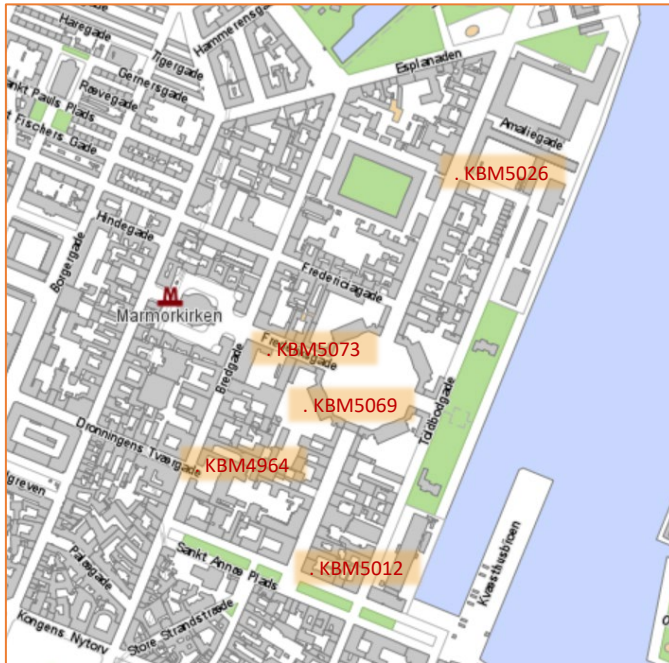 Hammerensgade
Haregade
Tigergade
Gernersgade
Rævegade
Sankt Pauls Plads
Fischers Gade
Esplanaden
Amaliegade
. KBM5026
Hindegade
Borgergade
Fredericiagade
M
Marmorkirken
. KBM5073
Bredgade
. KBM5069
Toldbodgade
Dronningens Tværgade
. KBM4964
Palægade
Sankt Annæ Plads
. KBM5012
Kvæsthusbroen
Store Strandstræde
Kongens Nytorv